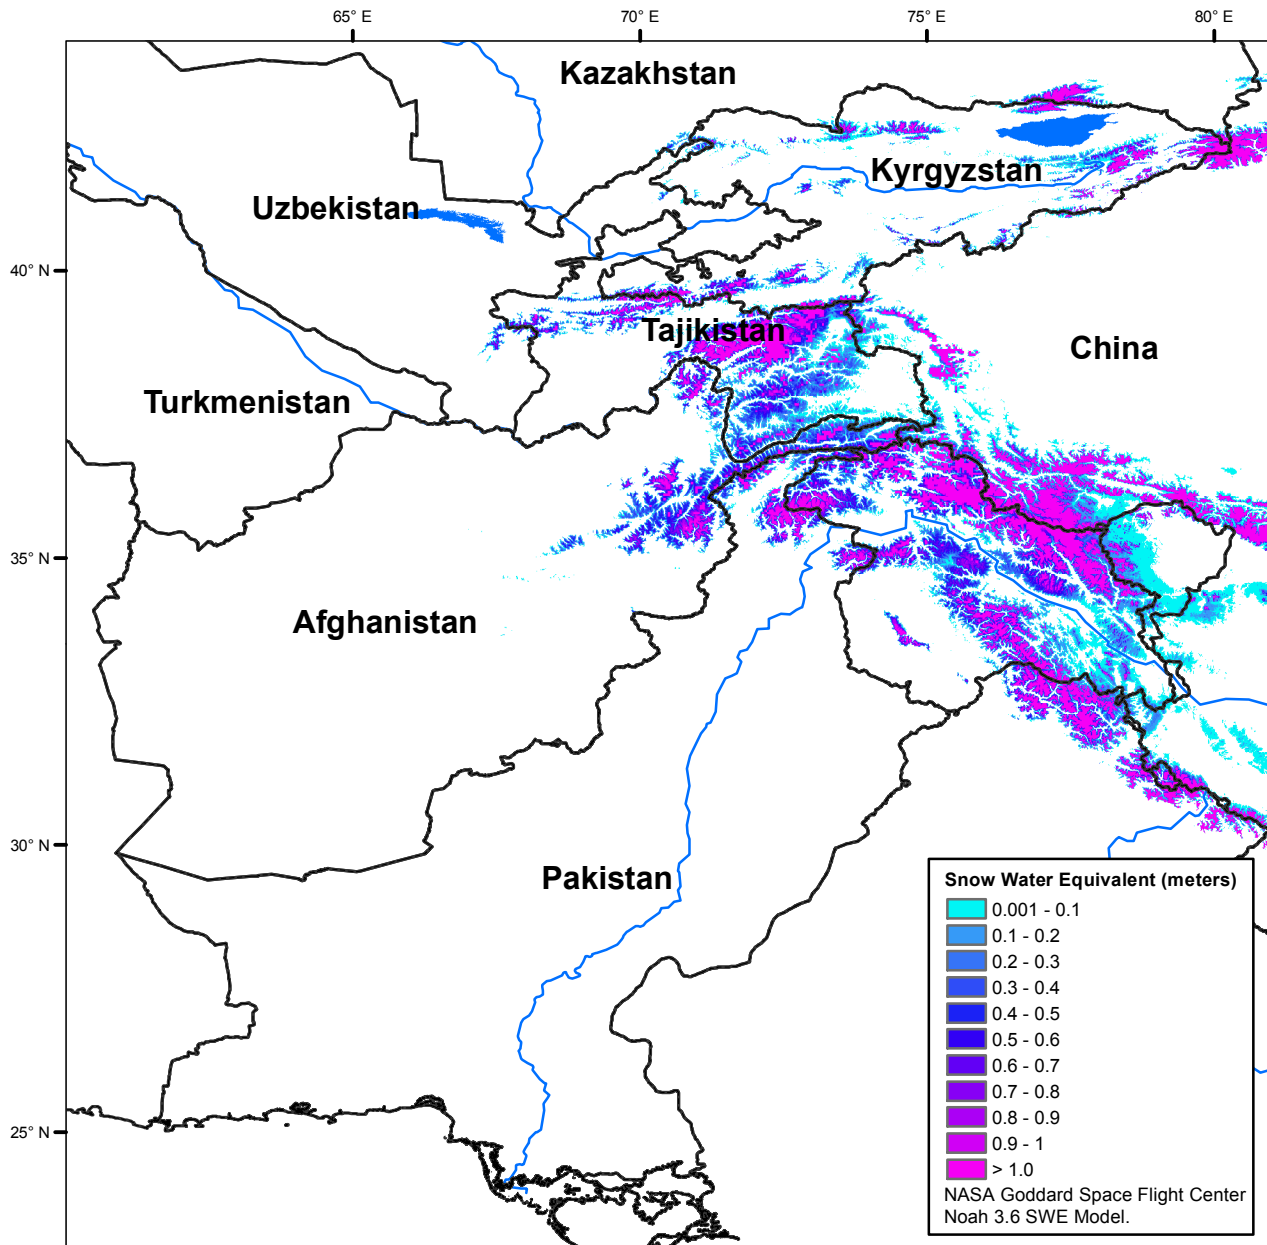 65° E
70° E
75° E
80° E
Kazakhstan
Kyrgyzstan
Uzbekistan
40° N
Tajikistan
China
Turkmenistan
35° N
Afghanistan
30° N
Pakistan
25° N
Snow Water Equivalent (meters)
0.001 - 0.1
0.1 - 0.2
0.2 - 0.3
0.3 - 0.4
0.4 - 0.5
0.5 - 0.6
0.6 - 0.7
0.7 - 0.8
0.8 - 0.9
0.9 - 1
> 1.0
NASA Goddard Space Flight Center
Noah 3.6 SWE Model.